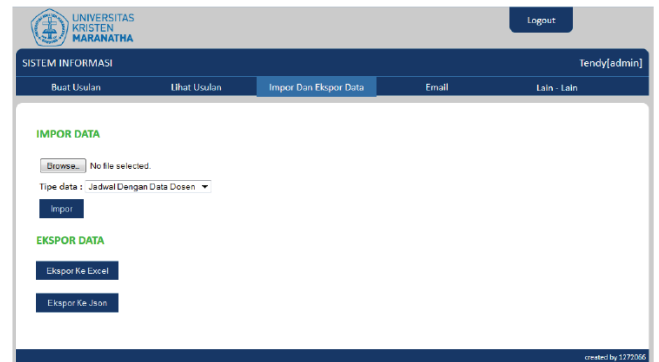 UNIVERSITAS
KRISTEN
MARANATHA
Logout
SISTEM INFORMASI Tendy[admin]
Buat Usulan Lihat Usulan Impor Dan Ekspor Data Email Lain - Lain
IMPOR DATA
Browse... No file selected.
Tipe data : Jadwal Dengan Data Dosen
Impor
EKSPOR DATA
Ekspor Ke Excel
Ekspor Ke Json
created by 1272066